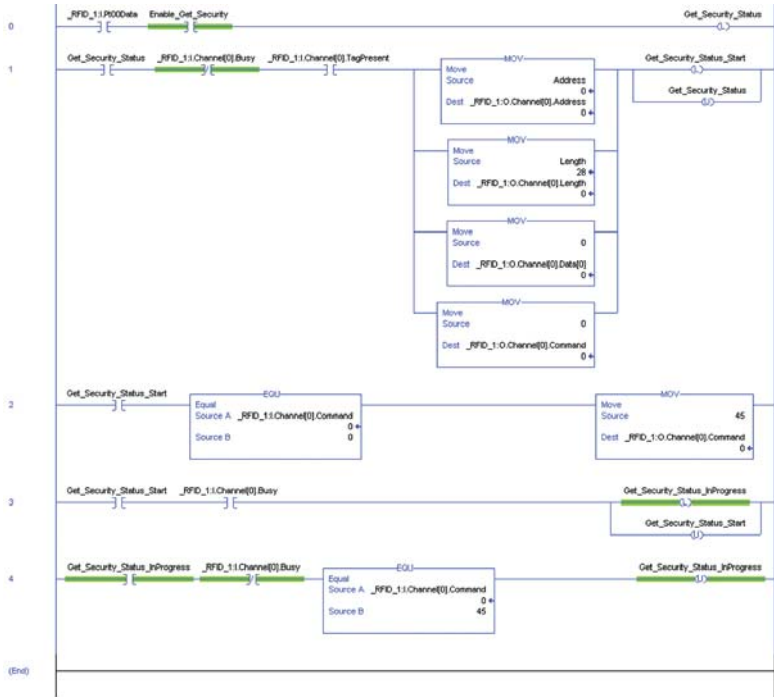 _RFID_1:I.Pt00Data Enable_Get_Security Get_Security_Status
0 L
Get_Security_Status _RFID_1:I.Channel[0].Busy _RFID_1:I.Channel[0].TagPresent MOV Get_Security_Status_Start
1 Move L
Source Address Get_Security_Status
0 U
Dest _RFID_1:O.Channel[0].Address
0
MOV
Move
Source Length
28
Dest _RFID_1:O.Channel[0].Length
0
MOV
Move
Source 0
Dest _RFID_1:O.Channel[0].Data[0]
0
MOV
Move
Source 0
Dest _RFID_1:O.Channel[0].Command
0
Get_Security_Status_Start EQU MOV
2 Equal Move
Source A _RFID_1:I.Channel[0].Command Source 45
0
Source B 0 Dest _RFID_1:O.Channel[0].Command
0
Get_Security_Status_Start _RFID_1:I.Channel[0].Busy Get_Security_Status_InProgress
3 L
Get_Security_Status_Start
U
Get_Security_Status_InProgress _RFID_1:I.Channel[0].Busy EQU Get_Security_Status_InProgress
4 Equal U
Source A _RFID_1:I.Channel[0].Command
0
Source B 45
(End)